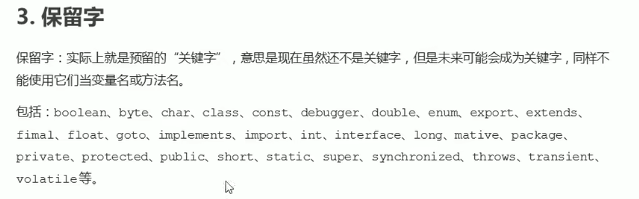 3. 保留字
保留字：实际上就是预留的“关键字”，意思是现在虽然还不是关键字，但是未来可能会成为关键字，同样不
能使用它们当变量名或方法名。
包括：boolean、byte、char、class、const、debugger、double、enum、export、extends、
fimal、float、goto、implements、import、int、interface、long、mative、package、
private、protected、public、short、static、super、synchronized、throws、transient、
volatile等。